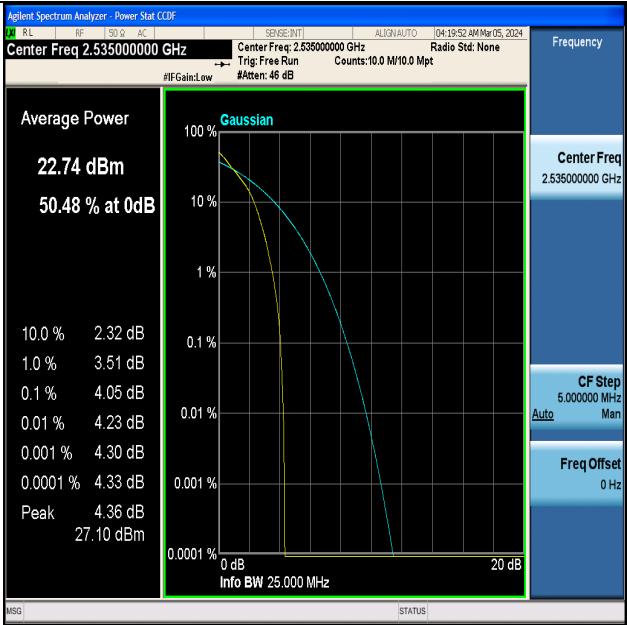 Agilent Spectrum Analyzer - Power Stat CCDF
LXI RL RF 50 Ω AC SENSE:INT ALIGN AUTO 04:19:52 AM Mar 05, 2024
Center Freq 2.535000000 GHz
Center Freq: 2.535000000 GHz Radio Std: None
Trig: Free Run Counts:10.0 M/10.0 Mpt
#IFGain:Low #Atten: 46 dB
Average Power
22.74 dBm
50.48 % at 0dB
10.0 % 2.32 dB
1.0 % 3.51 dB
0.1 % 4.05 dB
0.01 % 4.23 dB
0.001 % 4.30 dB
0.0001 % 4.33 dB
Peak 4.36 dB
27.10 dBm
Gaussian
100 %
10 %
1 %
0.1 %
0.01 %
0.001 %
0.0001 %
0 dB 20 dB
Info BW 25.000 MHz
Frequency
Center Freq
2.535000000 GHz
CF Step
5.000000 MHz
Auto Man
Freq Offset
0 Hz
MSG STATUS